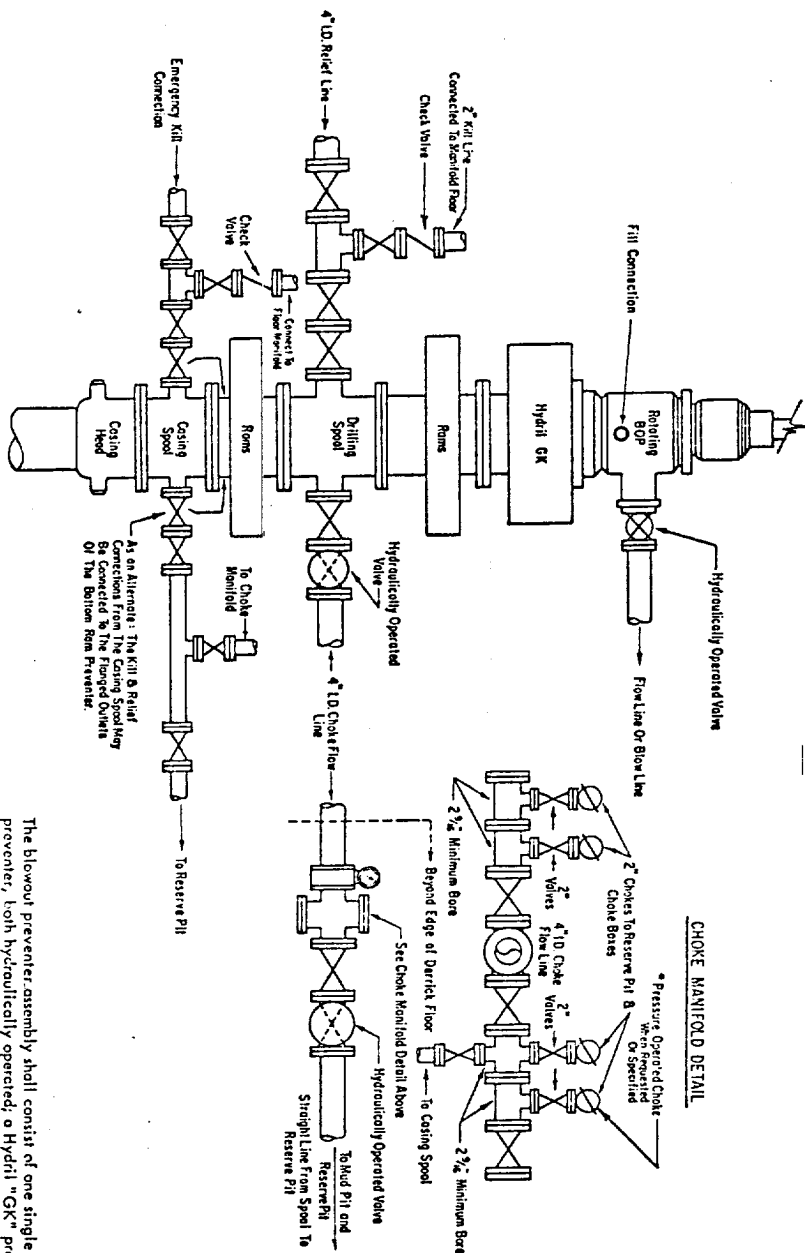 CHOKE MANIFOLD DETAIL
* Pressure Operated Choke
When Requested
Or Specified
2" Chokes To Reserve Pit &
Choke Boxes
2"
Valves
2"
Valves
4" I.D. Choke
Flow Line
2 9/16" Minimum Bore
2 9/16" Minimum Bore
To Casing Spool
Fill Connection
Rotating
BOP
Hydraulically Operated Valve
Flow Line Or Blow Line
Hydril GK
Rams
2" Kill Line
Connected To Manifold Floor
Check Valve
4" I.D. Relief Line
Drilling
Spool
Hydraulically Operated
Valve
4" I.D. Choke Flow
Line
Beyond Edge of Derrick Floor
See Choke Manifold Detail Above
Hydraulically Operated Valve
To Mud Pit and
Reserve Pit
Straight Line From Spool To
Reserve Pit
Rams
Emergency Kill
Connection
Check
Valve
Connect To
Floor Manifold
Casing
Spool
Casing
Head
To Choke
Manifold
To Reserve Pit
As an Alternate: The Kill & Relief
Connections From The Casing Spool May
Be Connected To The Flanged Outlets
Of The Bottom Ram Preventer.
The blowout preventer assembly shall consist of one single
preventer, both hydraulically operated; a Hydril "GK" pre